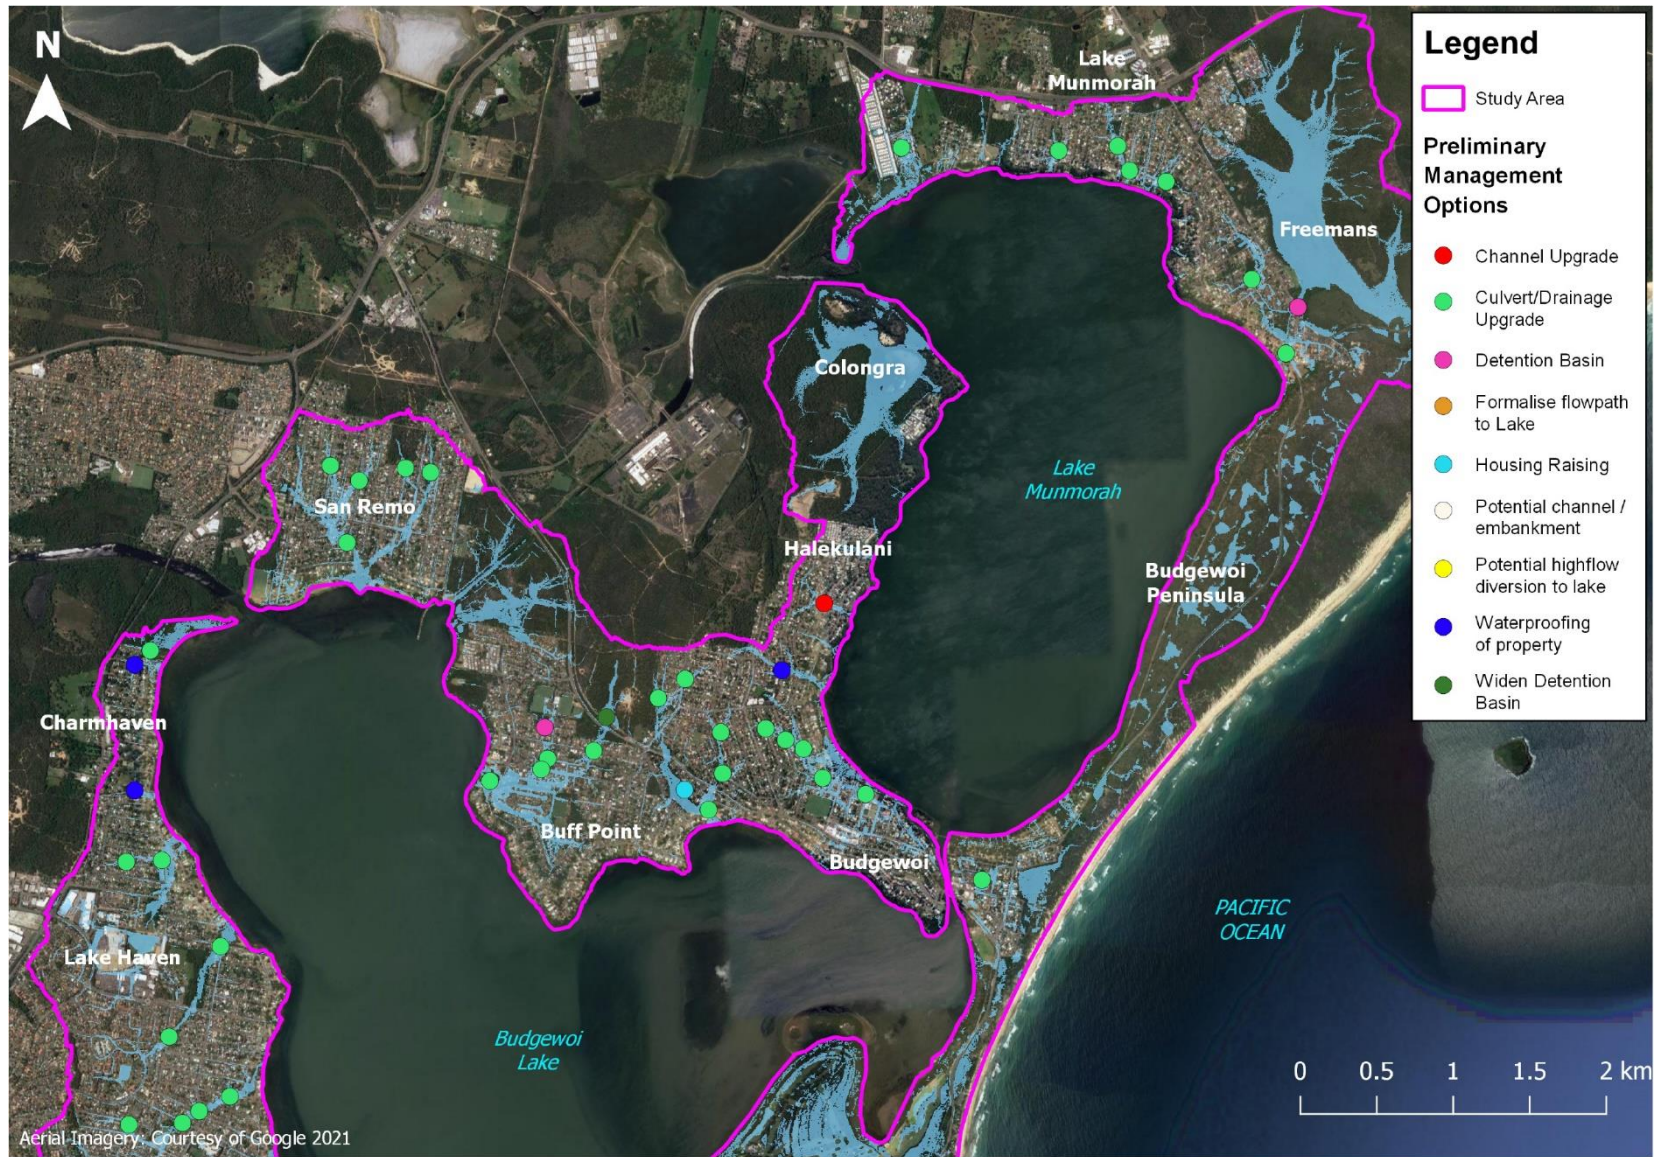 N
Lake
Munmorah
Freemans
Colongra
Lake
Munmorah
San Remo
Halekulani
Budgewoi
Peninsula
Charmhaven
Buff Point
Budgewoi
Lake Haven
PACIFIC
OCEAN
Budgewoi
Lake
0 0.5 1 1.5 2 km
Aerial Imagery: Courtesy of Google 2021
Legend
Study Area
Preliminary
Management
Options
Channel Upgrade
Culvert/Drainage
Upgrade
Detention Basin
Formalise flowpath
to Lake
Housing Raising
Potential channel /
embankment
Potential highflow
diversion to lake
Waterproofing
of property
Widen Detention
Basin